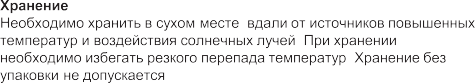 Хранение
Необходимо хранить в сухом месте  вдали от источников повышенных
температур и воздействия солнечных лучей  При хранении
необходимо избегать резкого перепада температур  Хранение без
упаковки не допускается